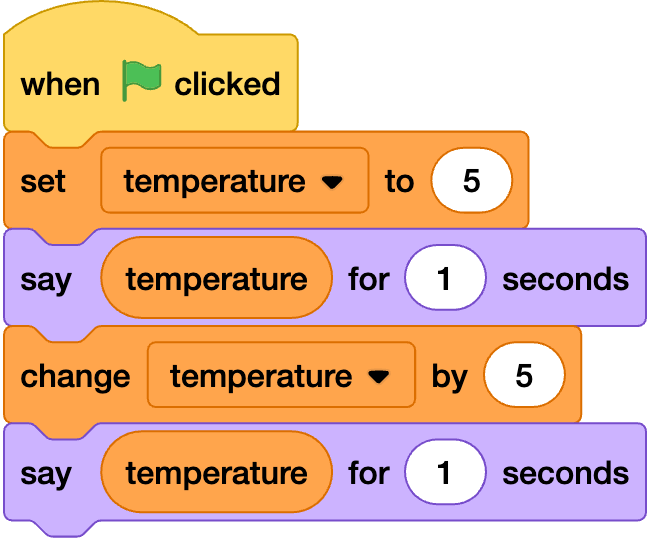 when clicked
set temperature to 5
say temperature for 1 seconds
change temperature by 5
say temperature for 1 seconds